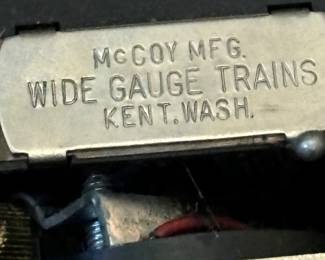 McCOY MFG.
WIDE GAUGE TRAINS
KENT. WASH.